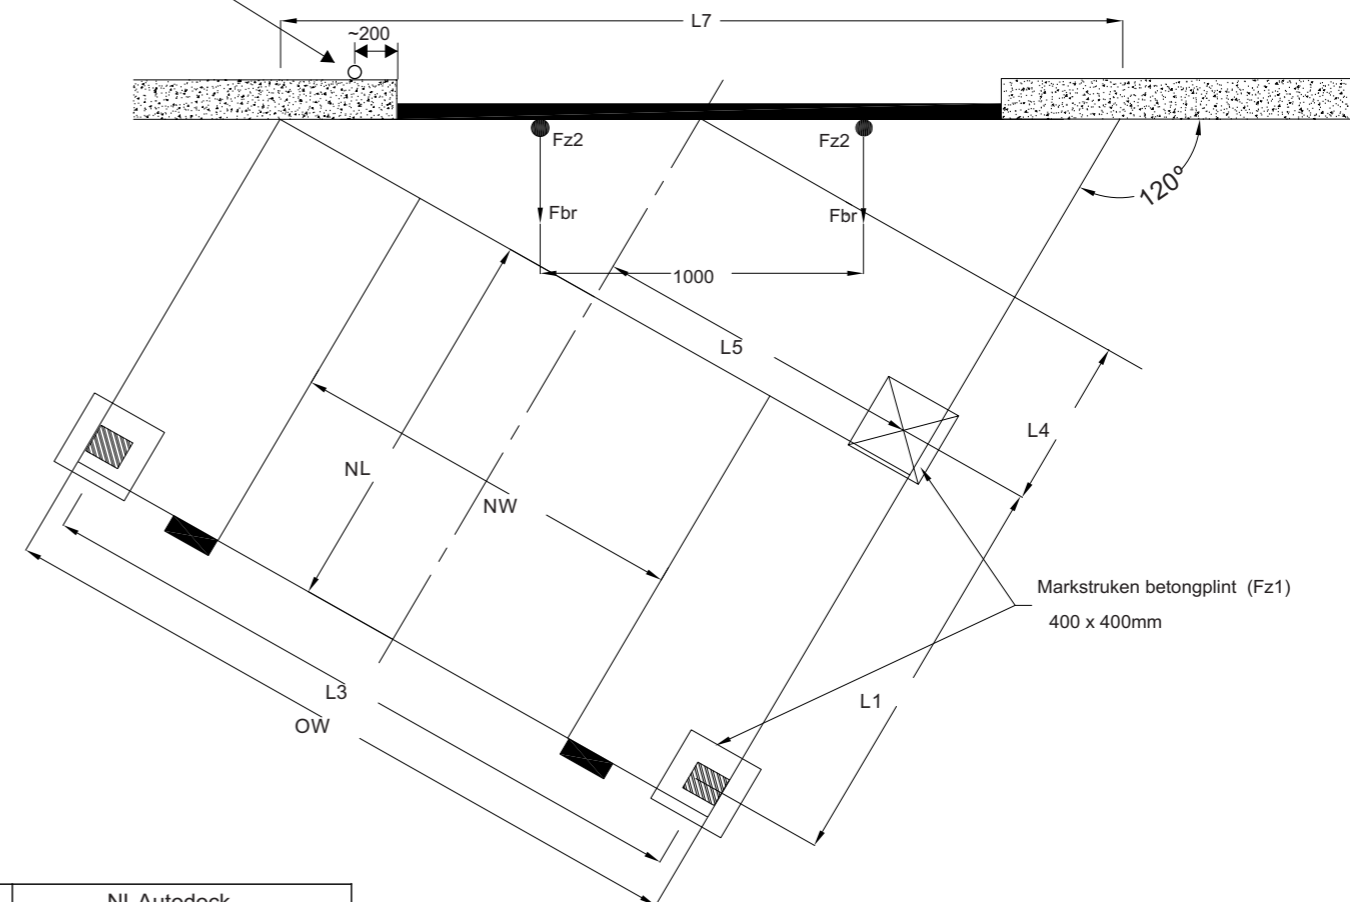 L7
~200
Fz2
Fz2
120°
Fbr
Fbr
1000
L5
L4
NL
NW
Markstruken betongplint (Fz1)
400 x 400mm
L3
L1
OW
NL Autodock